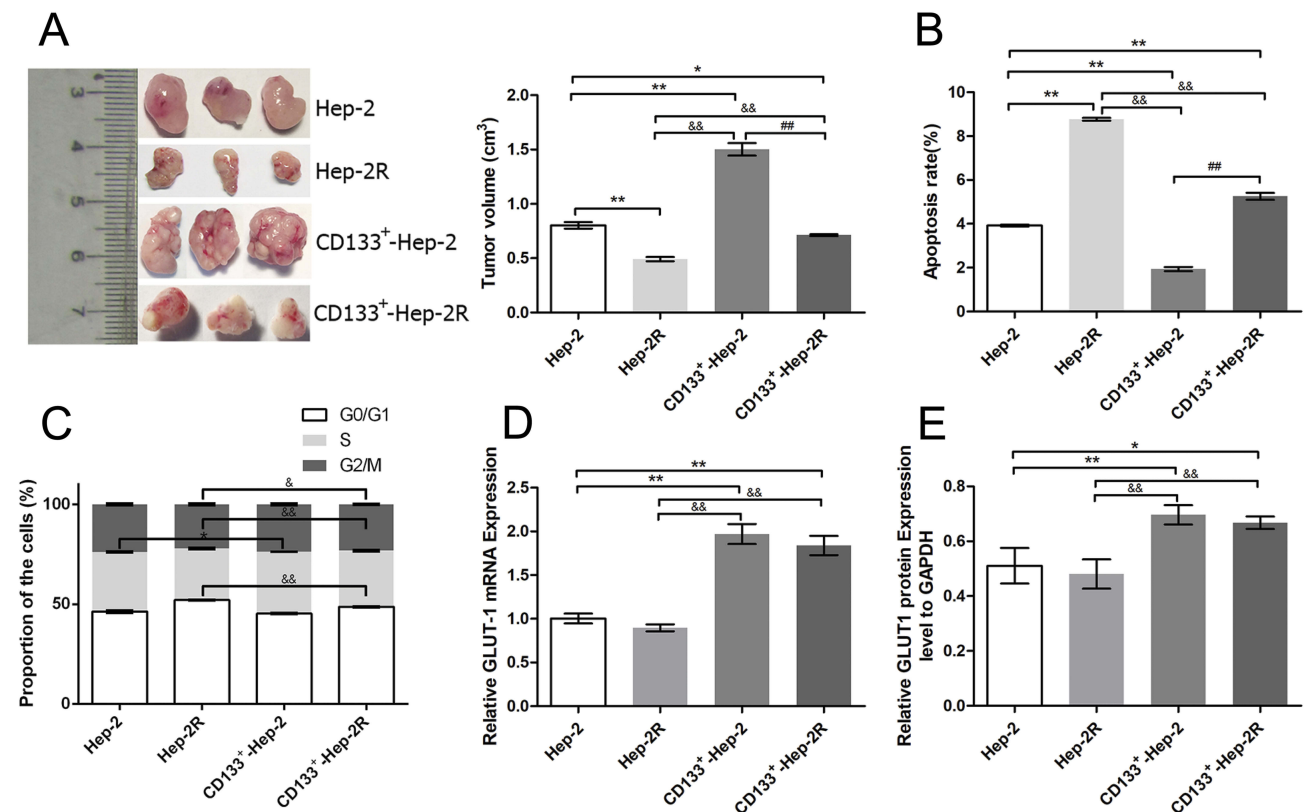 A
3
4
5
6
7
Hep-2
Hep-2R
CD133+-Hep-2
CD133+-Hep-2R
Tumor volume (cm3)
2.0
1.5
1.0
0.5
0.0
*
**
&&
&&
##
**
Hep-2
Hep-2R
CD133+-Hep-2
CD133+-Hep-2R
B
Apoptosis rate(%)
10
8
6
4
2
0
**
**
&&
**
&&
##
Hep-2
Hep-2R
CD133+-Hep-2
CD133+-Hep-2R
C
G0/G1
S
G2/M
Proportion of the cells (%)
100
50
0
&
&&
*
&&
Hep-2
Hep-2R
CD133+-Hep-2
CD133+-Hep-2R
D
Relative GLUT-1 mRNA Expression
2.5
2.0
1.5
1.0
0.5
0.0
**
**
&&
&&
Hep-2
Hep-2R
CD133+-Hep-2
CD133+-Hep-2R
E
Relative GLUT1 protein Expression
level to GAPDH
0.8
0.6
0.4
0.2
0.0
*
**
&&
&&
Hep-2
Hep-2R
CD133+-Hep-2
CD133+-Hep-2R